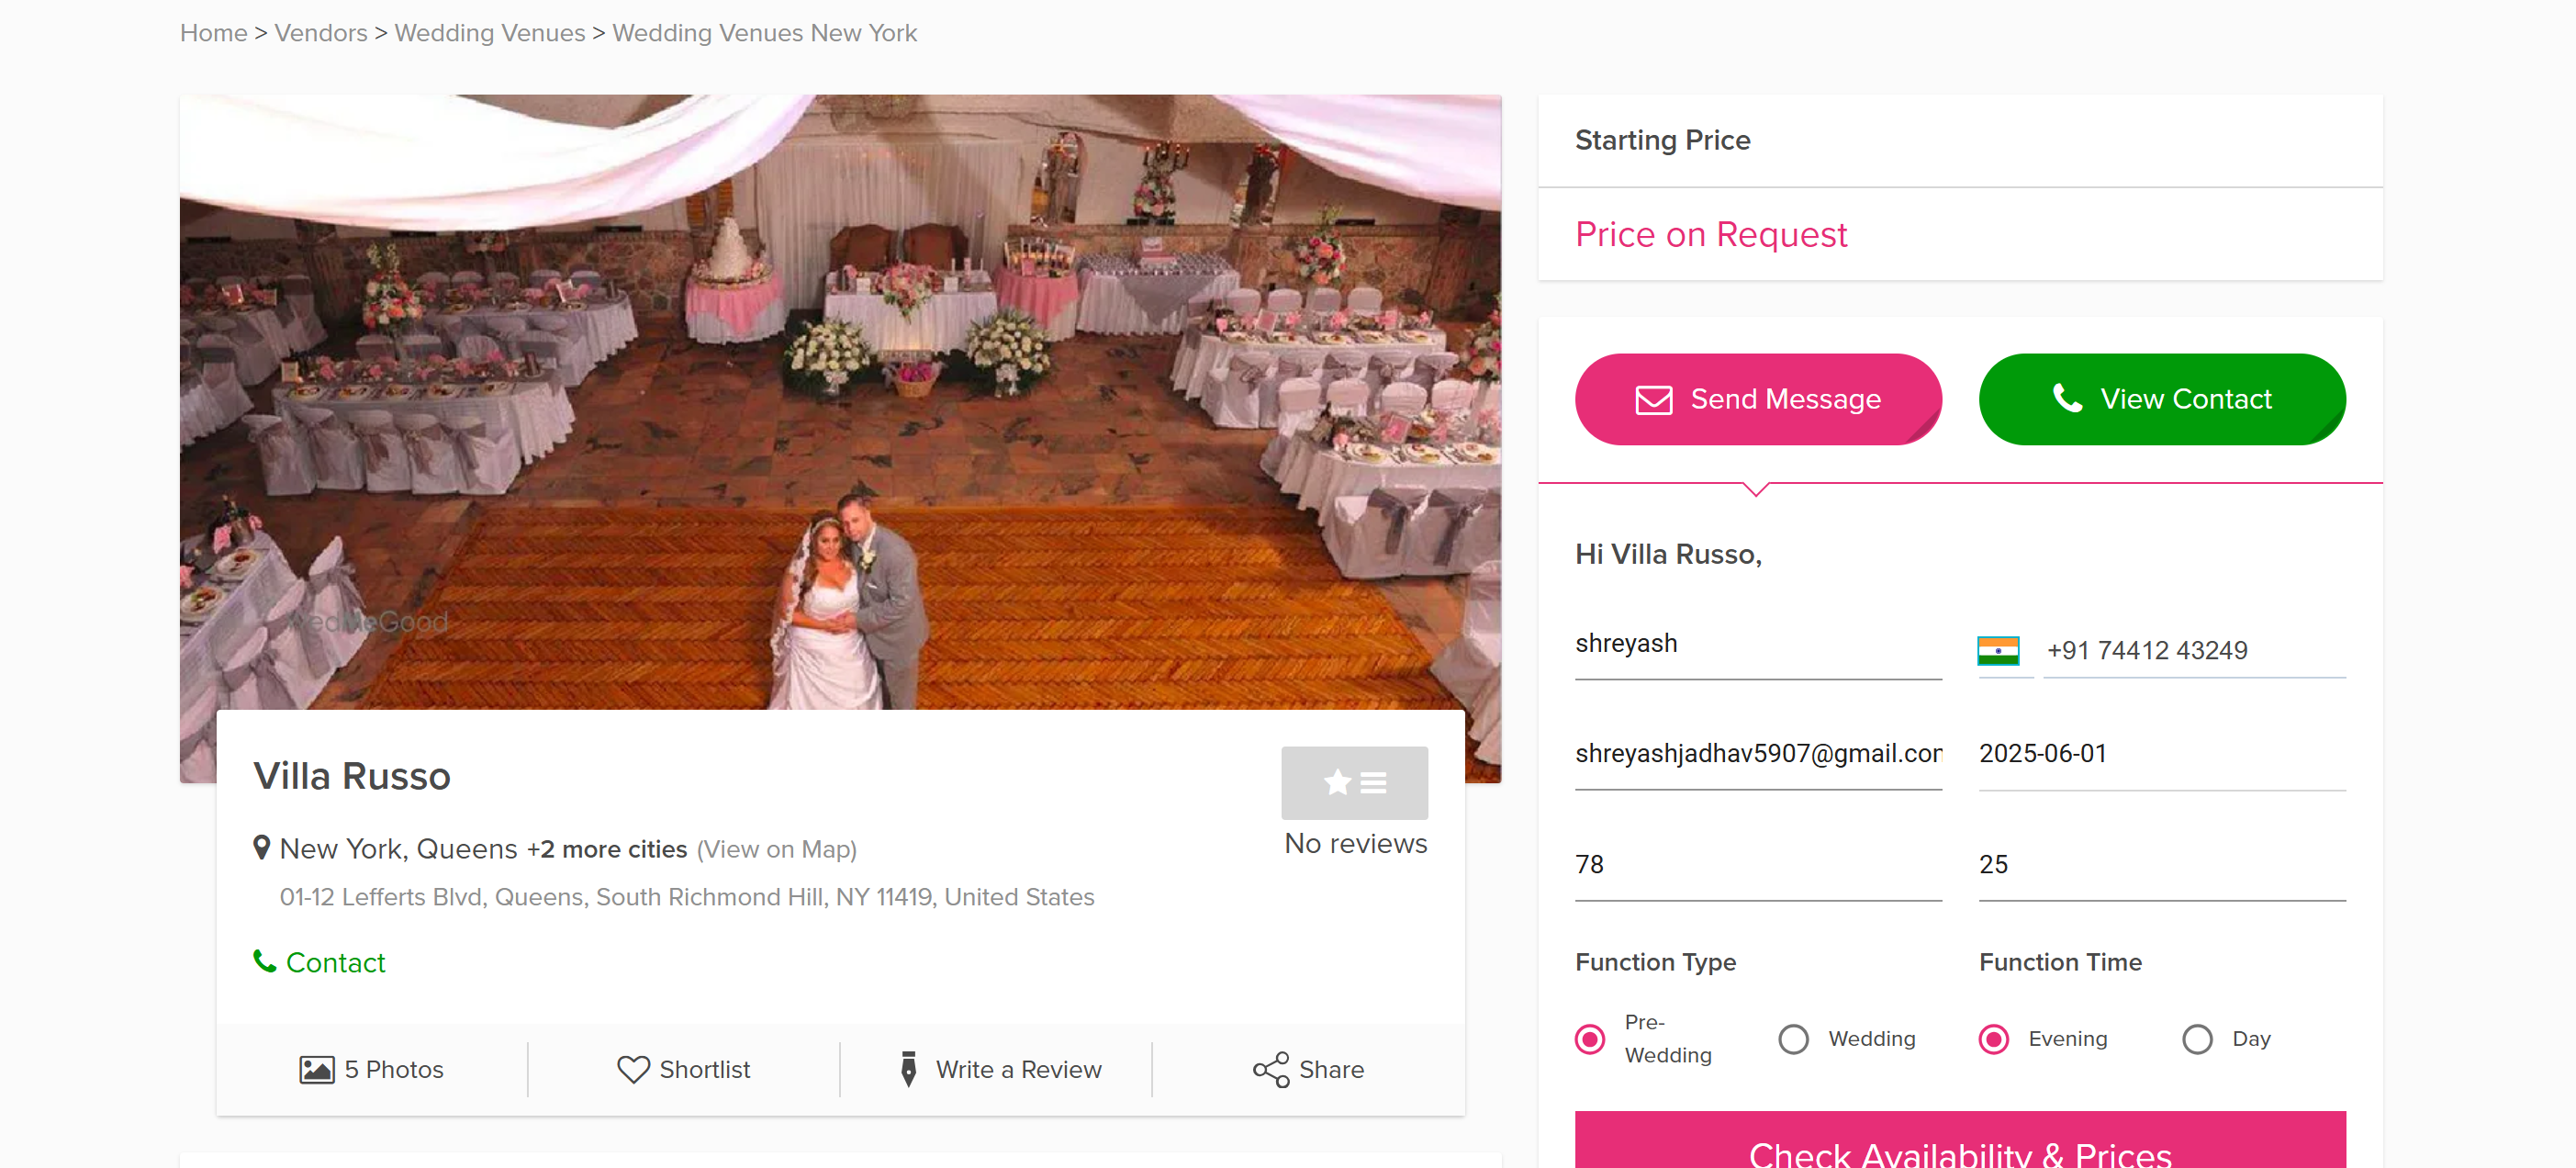 Home > Vendors > Wedding Venues > Wedding Venues New York
WedMeGood
Villa Russo
No reviews
New York, Queens +2 more cities (View on Map)
01-12 Lefferts Blvd, Queens, South Richmond Hill, NY 11419, United States
Contact
5 Photos
Shortlist
Write a Review
Share
Starting Price
Price on Request
Send Message
View Contact
Hi Villa Russo,
shreyash
+91 74412 43249
shreyashjadhav5907@gmail.com
2025-06-01
78
25
Function Type
Function Time
Pre-
Wedding
Wedding
Evening
Day
Check Availability & Prices